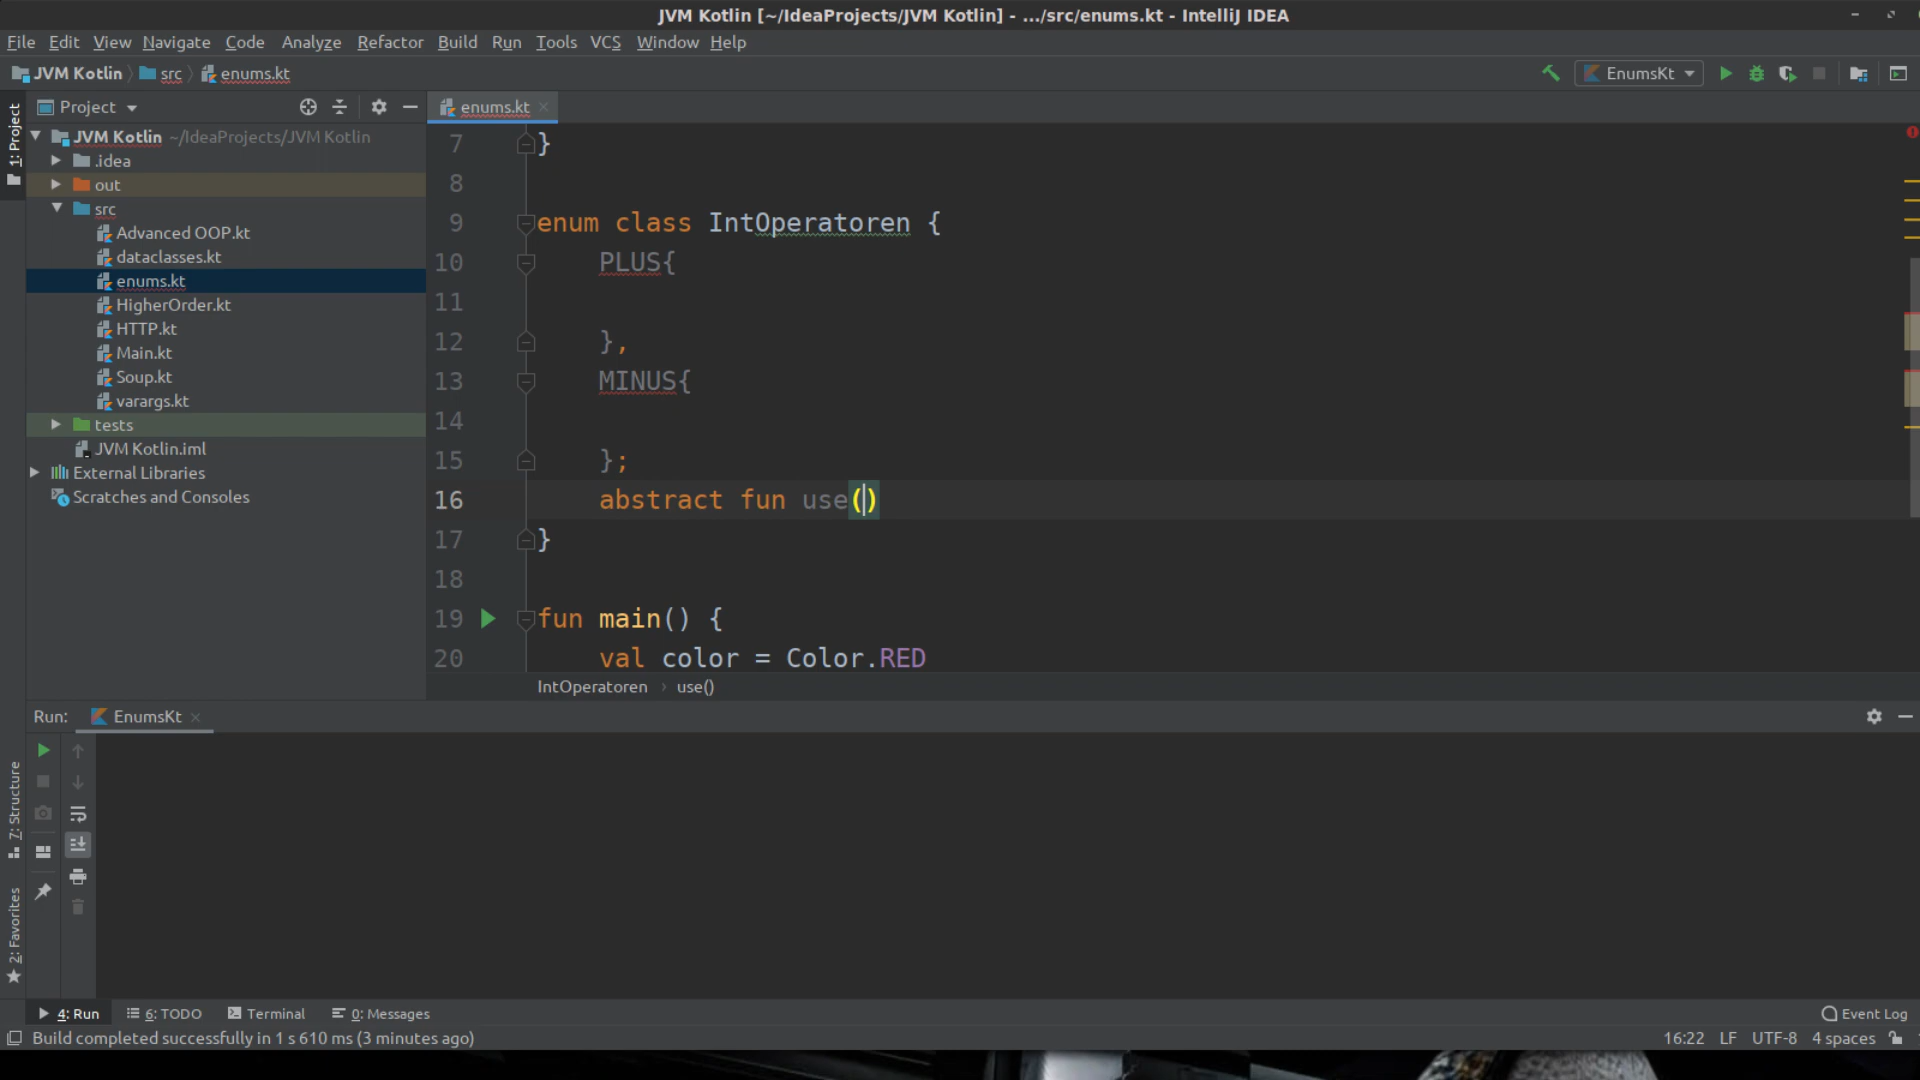 JVM Kotlin [~/IdeaProjects/JVM Kotlin] - .../src/enums.kt - IntelliJ IDEA
File Edit View Navigate Code Analyze Refactor Build Run Tools VCS Window Help
JVM Kotlin src enums.kt
EnumsKt
1: Project
Project
JVM Kotlin ~/IdeaProjects/JVM Kotlin
.idea
out
src
Advanced OOP.kt
dataclasses.kt
enums.kt
HigherOrder.kt
HTTP.kt
Main.kt
Soup.kt
varargs.kt
tests
JVM Kotlin.iml
External Libraries
Scratches and Consoles
enums.kt
7 }
8
9 enum class IntOperatoren {
10 PLUS{
11
12 },
13 MINUS{
14
15 };
16 abstract fun use()
17 }
18
19 fun main() {
20 val color = Color.RED
IntOperatoren › use()
Run: EnumsKt
7: Structure
2: Favorites
4: Run 6: TODO Terminal 0: Messages Event Log
Build completed successfully in 1 s 610 ms (3 minutes ago) 16:22 LF UTF-8 4 spaces